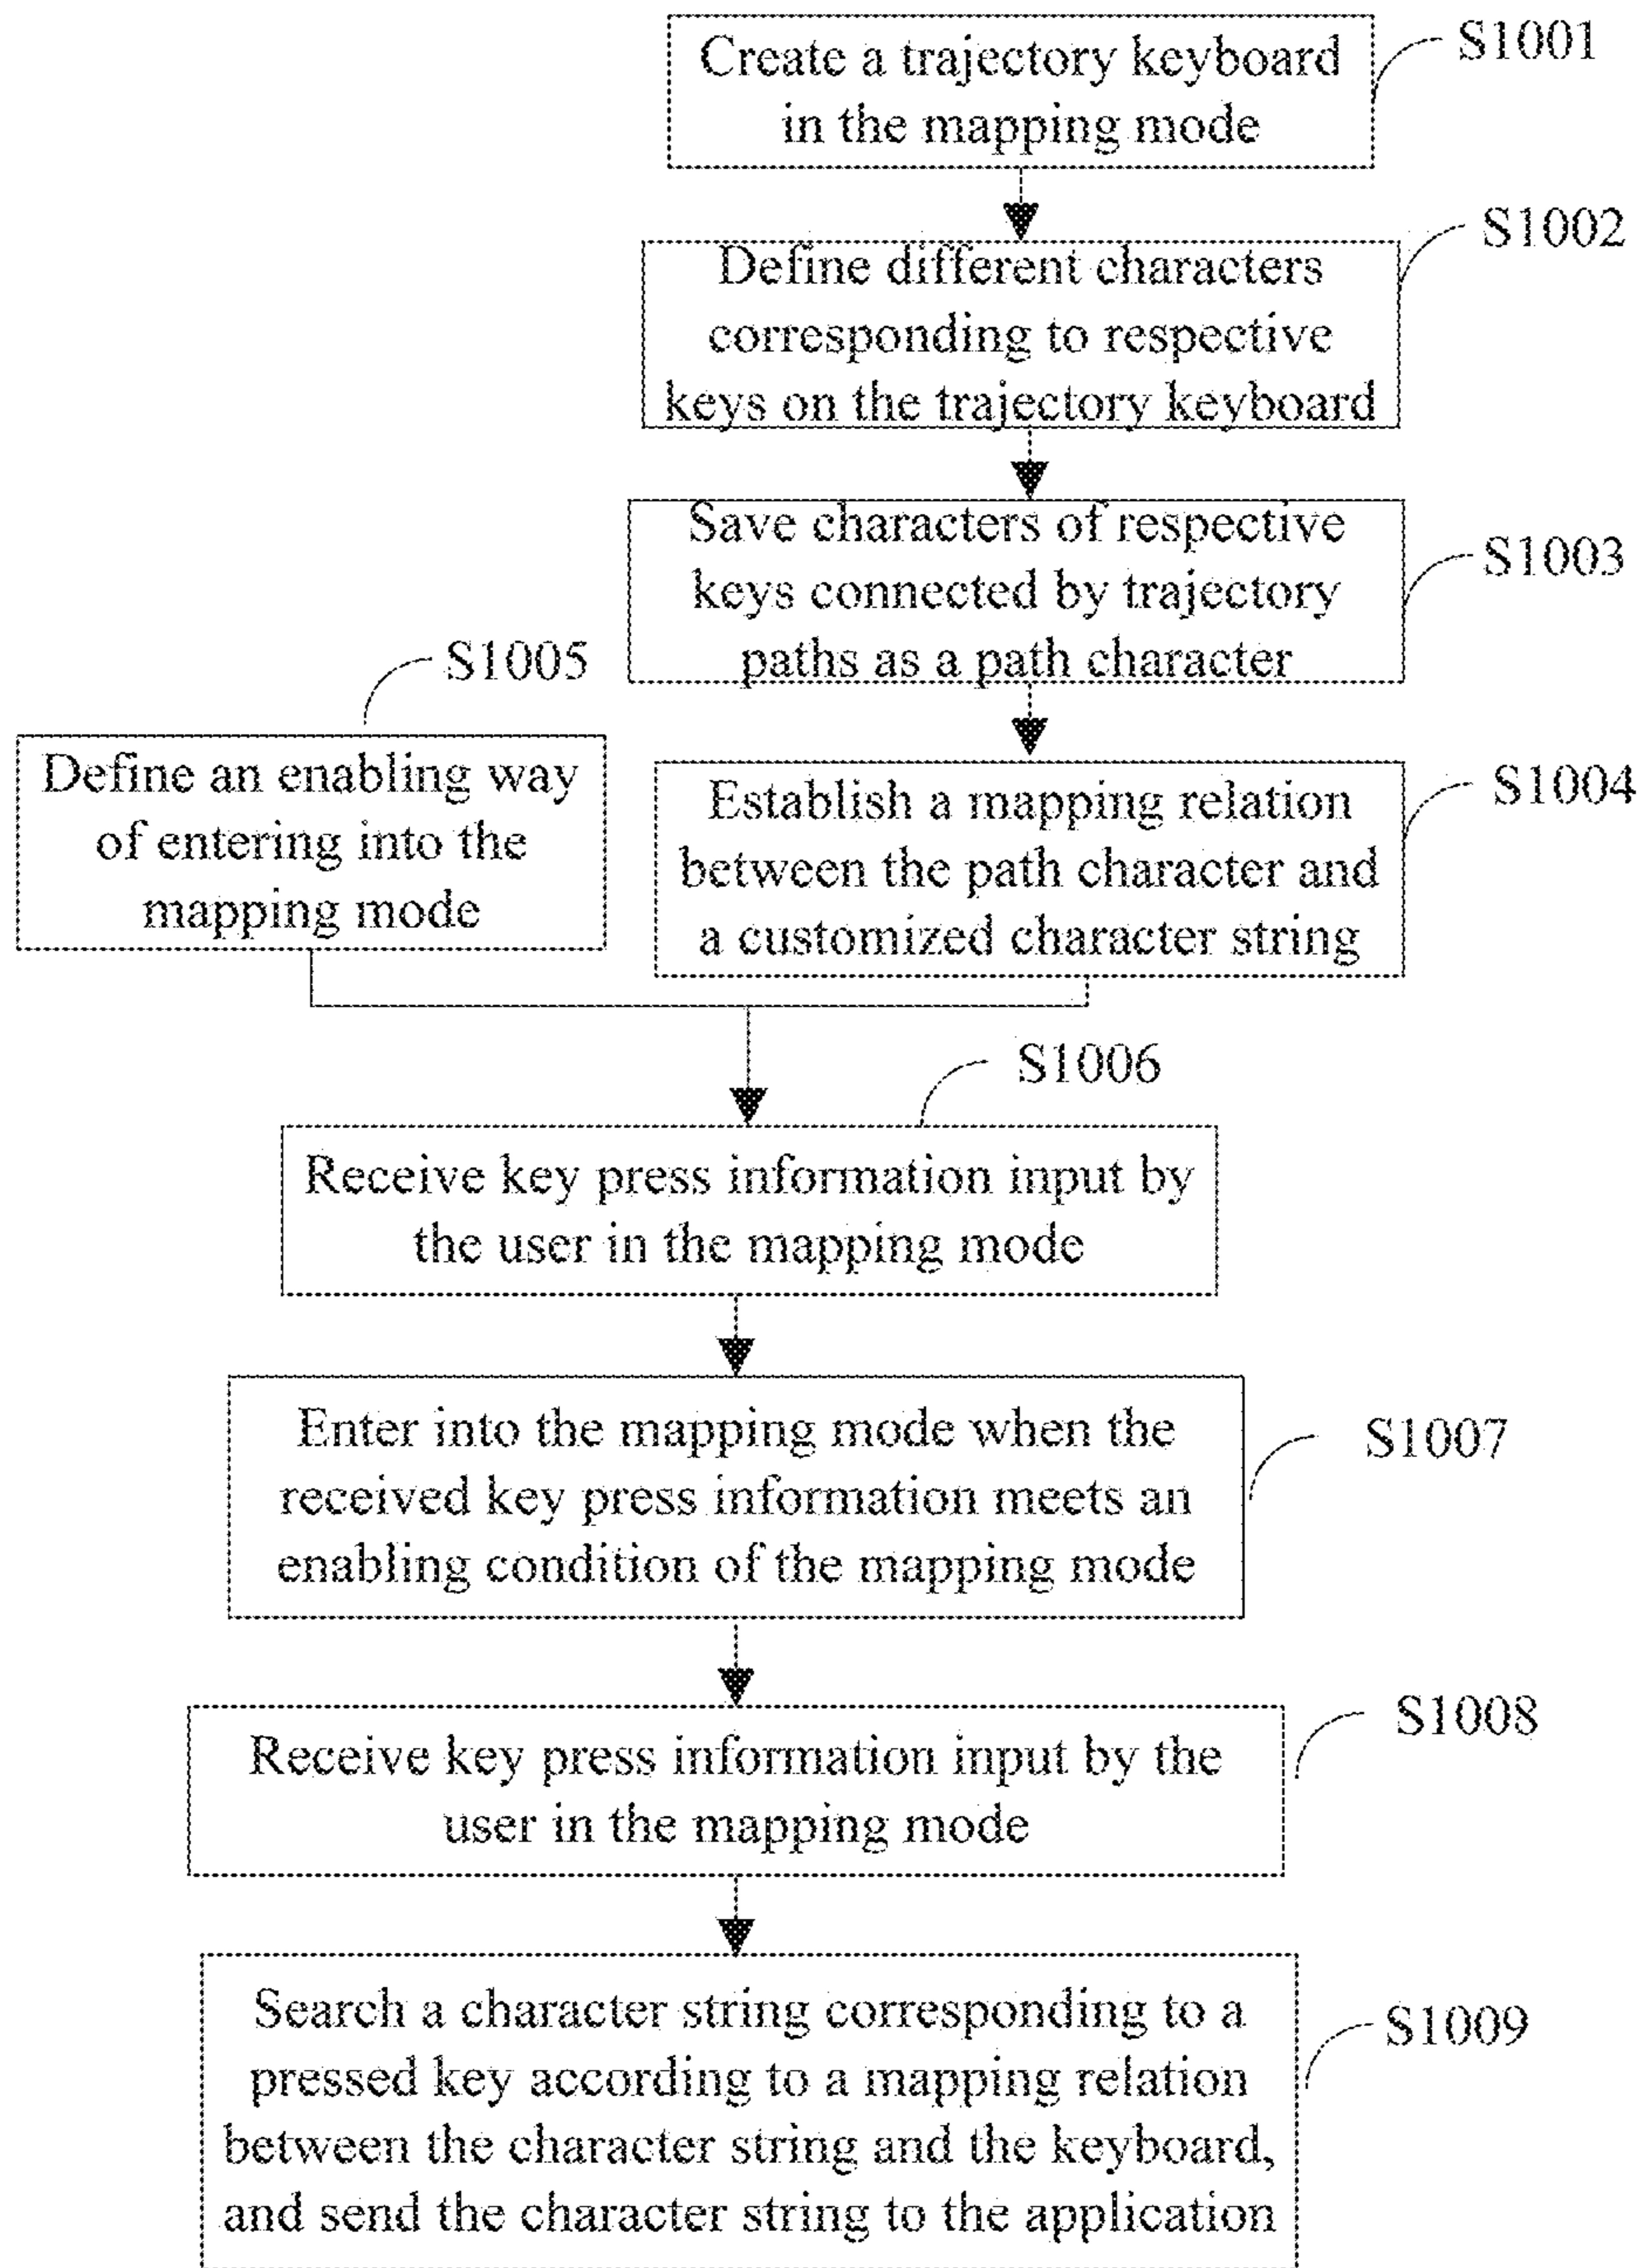 Create a trajectory keyboard
in the mapping mode
S1001
Define different characters
corresponding to respective
keys on the trajectory keyboard
S1002
Save characters of respective
keys connected by trajectory
paths as a path character
S1003
S1005
Define an enabling way
of entering into the
mapping mode
Establish a mapping relation
between the path character and
a customized character string
S1004
S1006
Receive key press information input by
the user in the mapping mode
Enter into the mapping mode when the
received key press information meets an
enabling condition of the mapping mode
S1007
Receive key press information input by the
user in the mapping mode
S1008
Search a character string corresponding to a
pressed key according to a mapping relation
between the character string and the keyboard,
and send the character string to the application
S1009